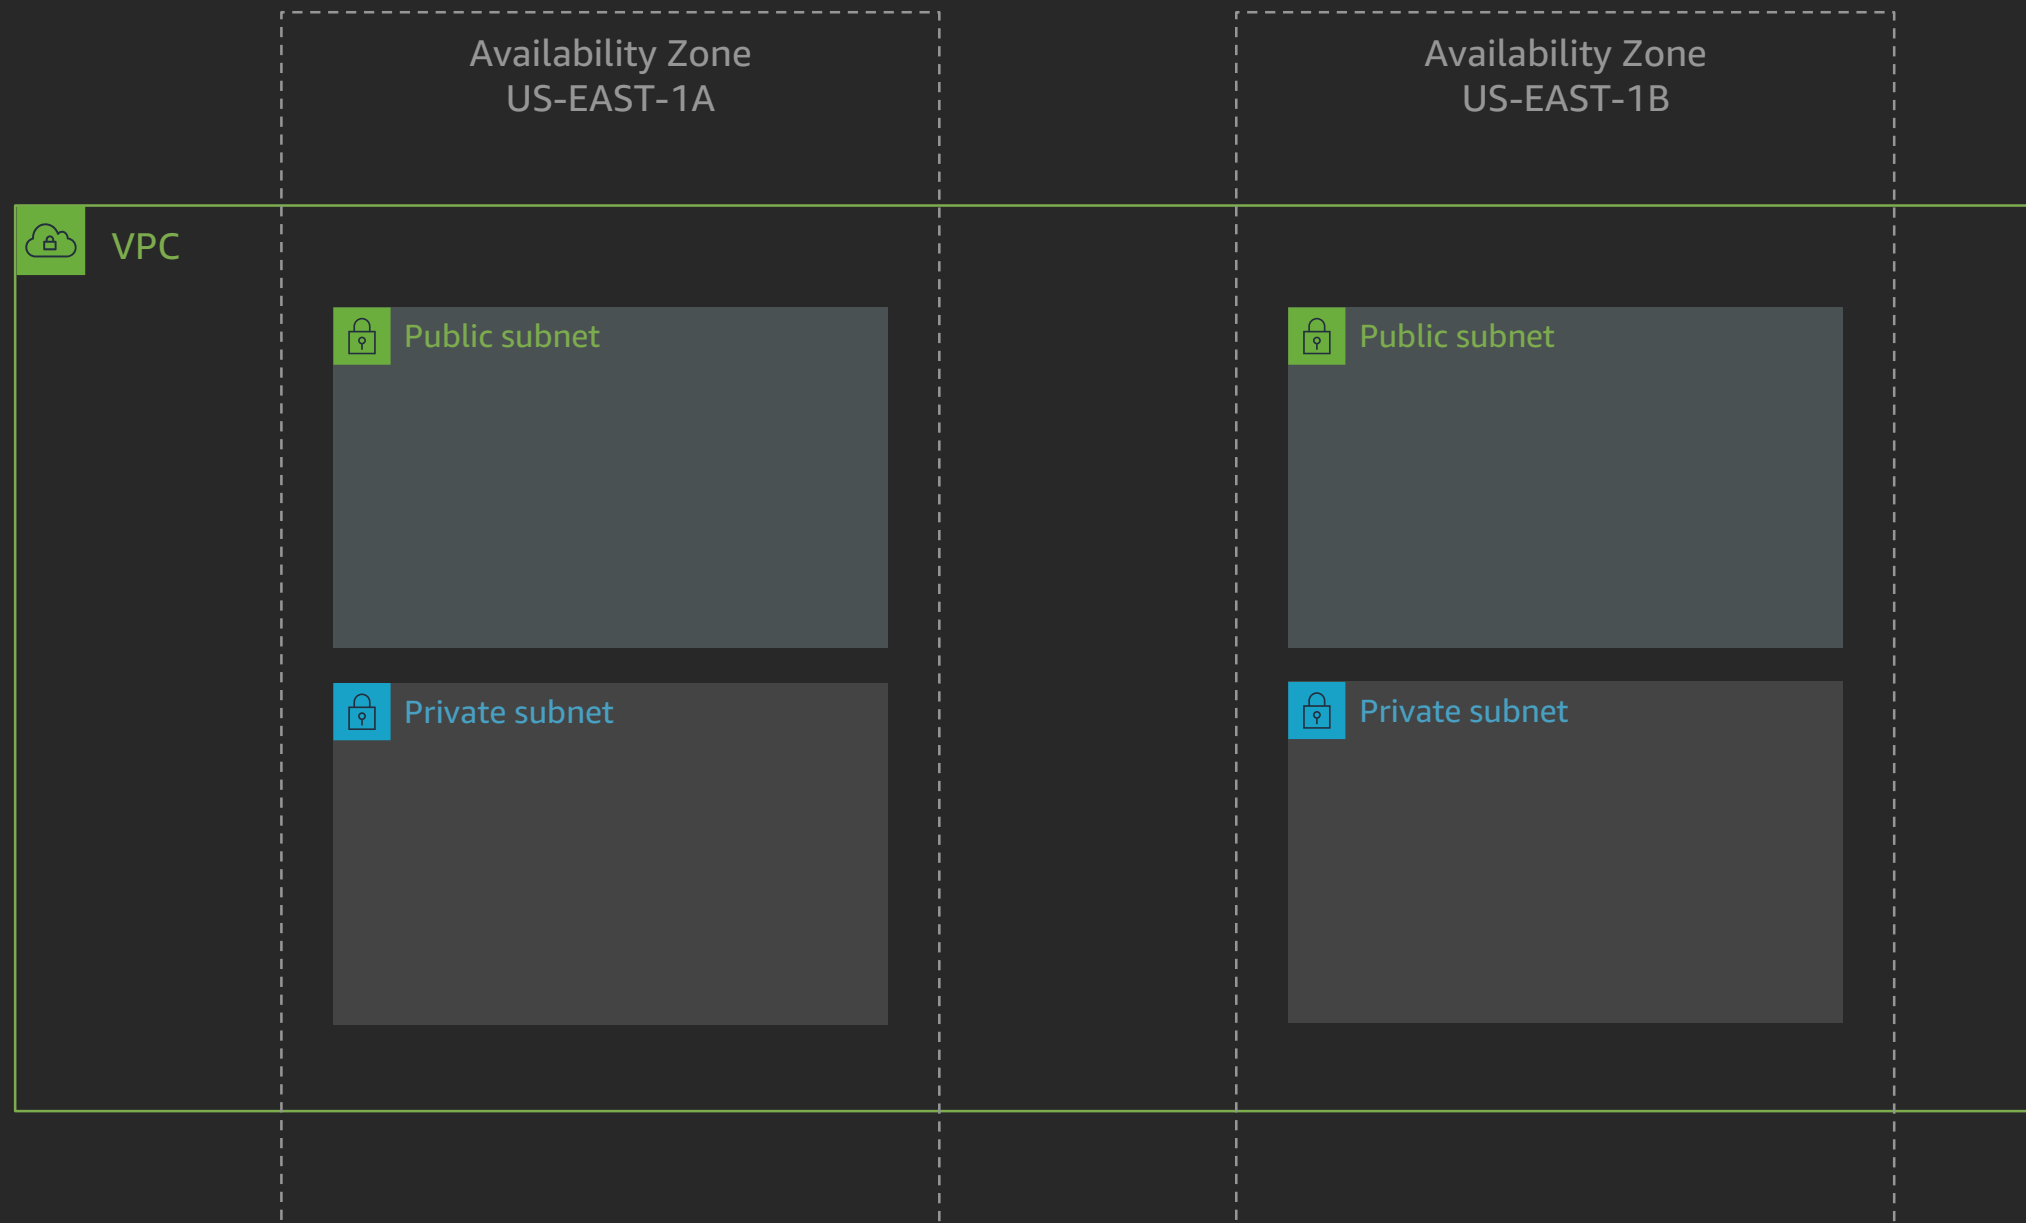 Availability Zone
US-EAST-1A
Availability Zone
US-EAST-1B
VPC
Public subnet
Public subnet
Private subnet
Private subnet